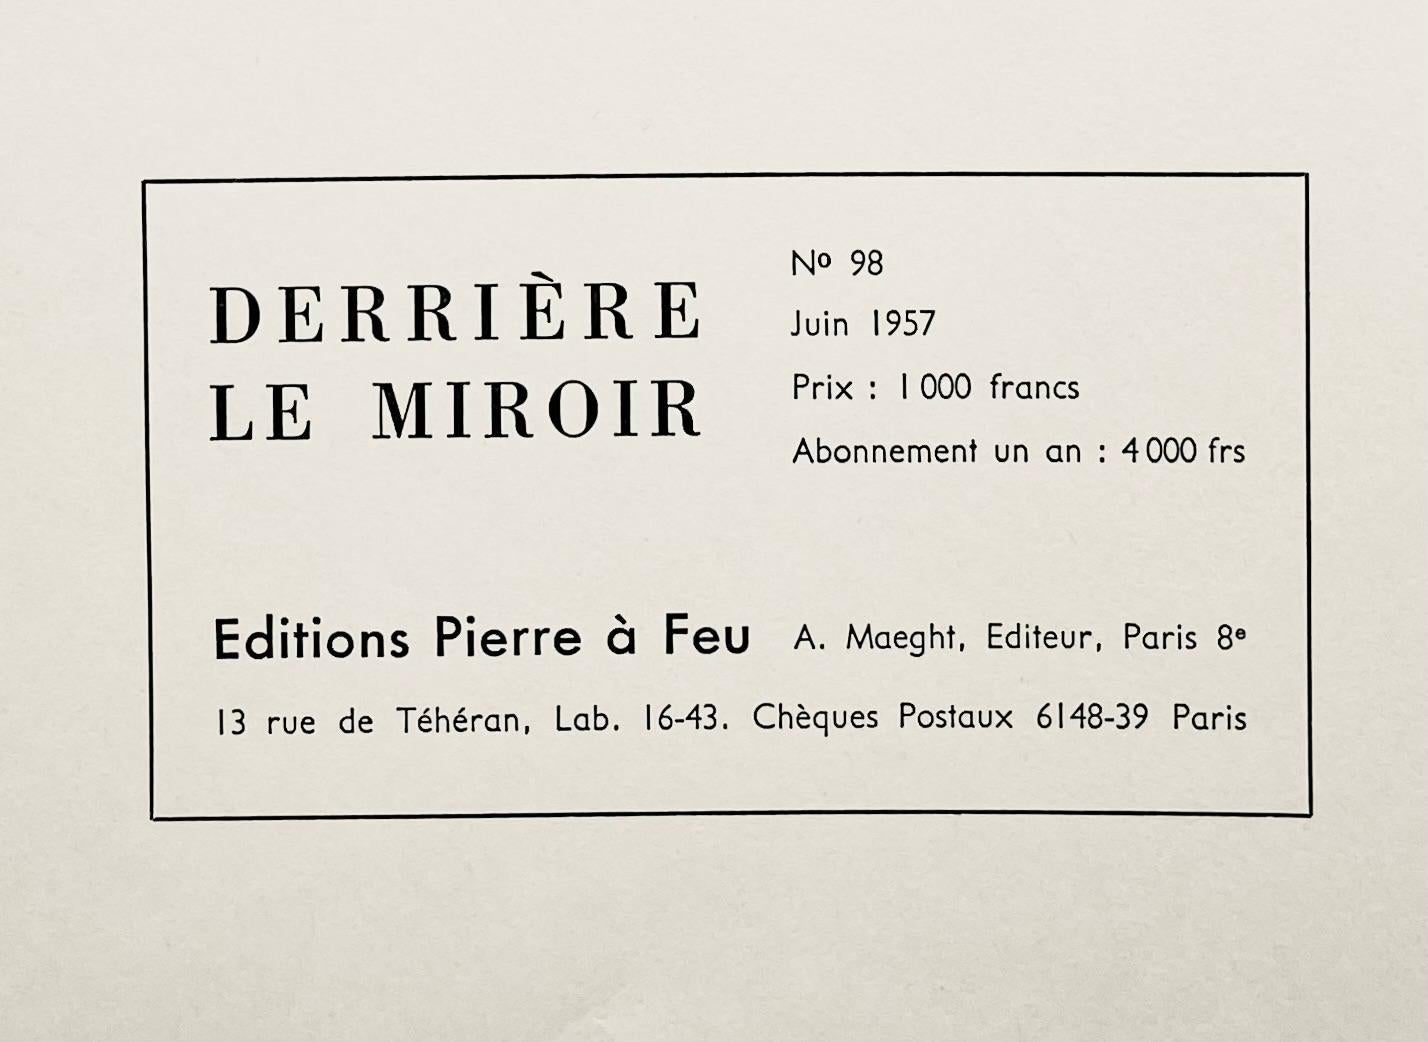 DERRIÈRE
LE MIROIR
Nº 98
Juin 1957
Prix : 1 000 francs
Abonnement un an : 4 000 frs
Editions Pierre à Feu A. Maeght, Editeur, Paris 8ᵉ
13 rue de Téhéran, Lab. 16-43. Chèques Postaux 6148-39 Paris